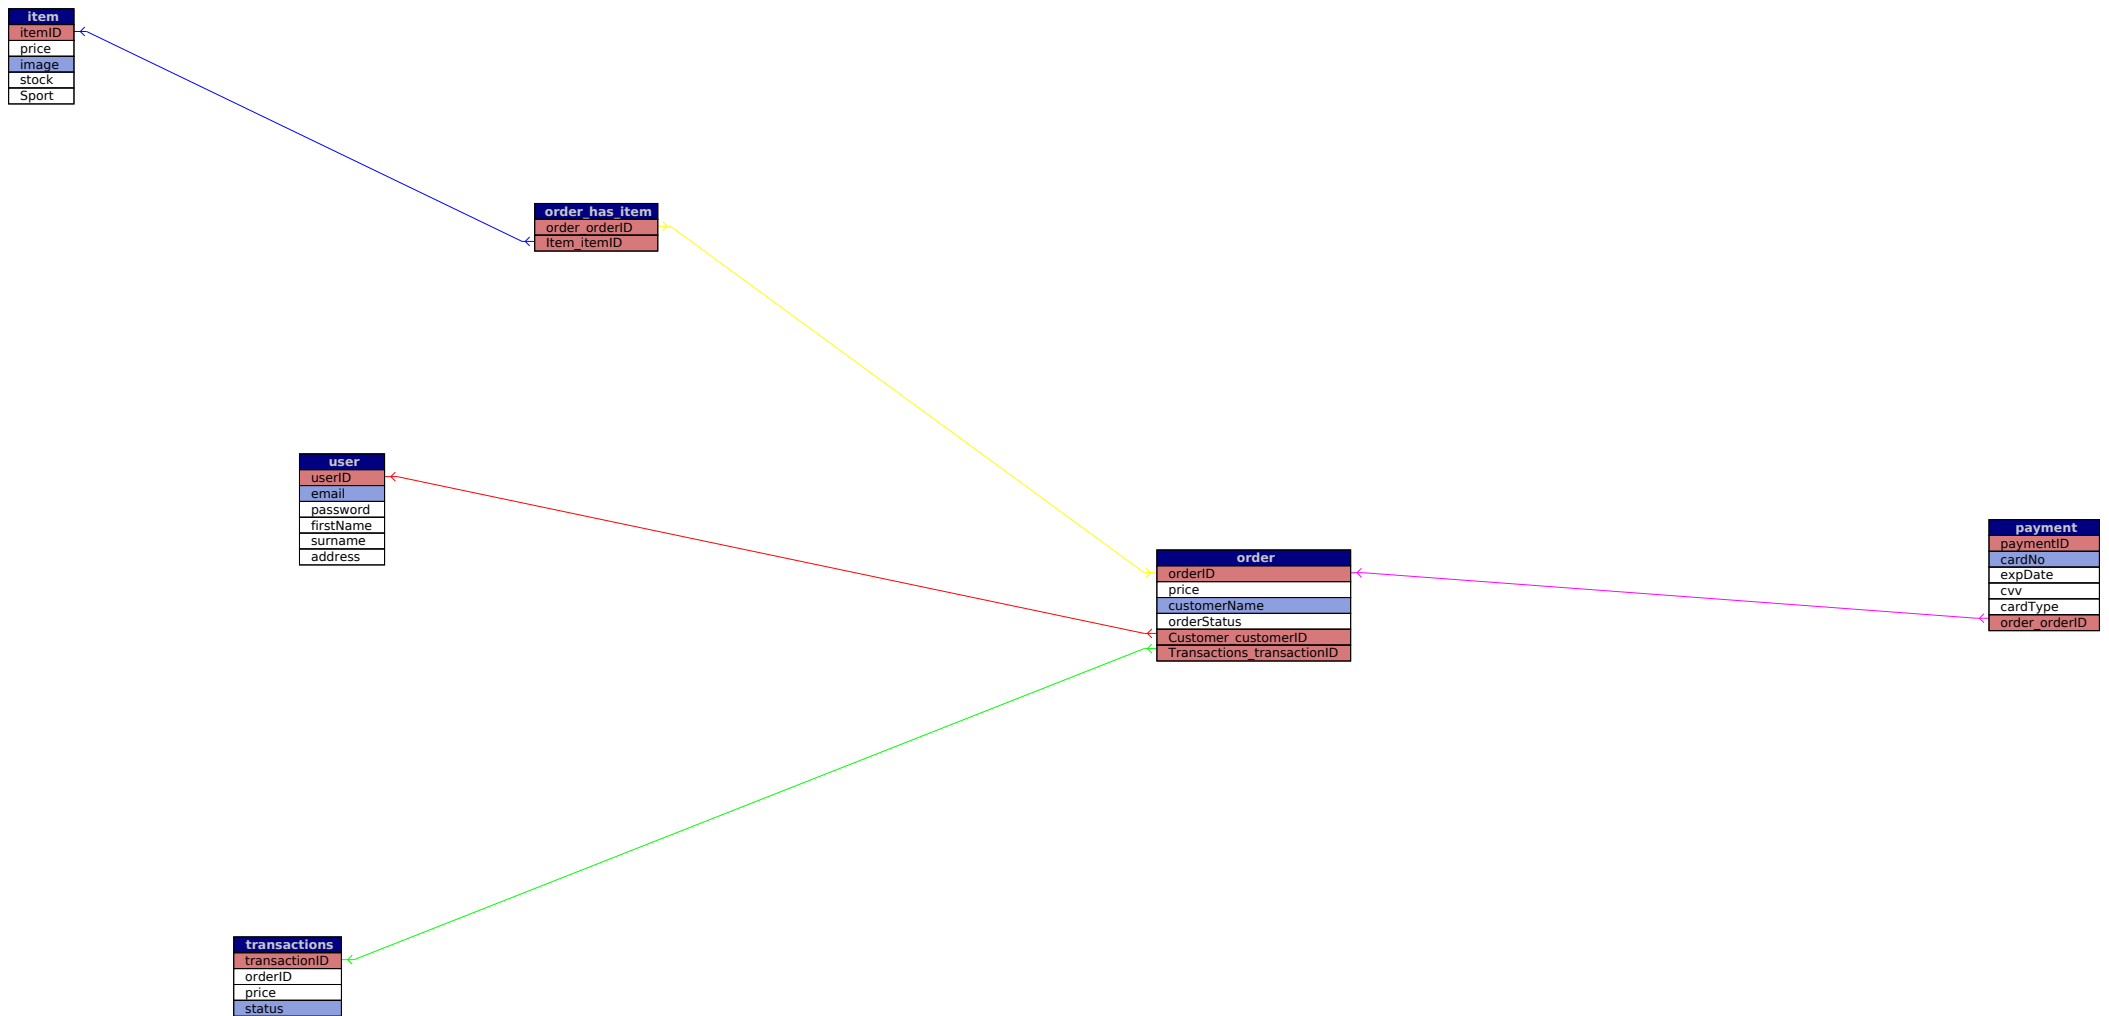 item
itemID
price
image
stock
Sport
order_has_item
order_orderID
Item_itemID
user
userID
email
password
firstName
surname
address
order
orderID
price
customerName
orderStatus
Customer_customerID
Transactions_transactionID
payment
paymentID
cardNo
expDate
cvv
cardType
order_orderID
transactions
transactionID
orderID
price
status